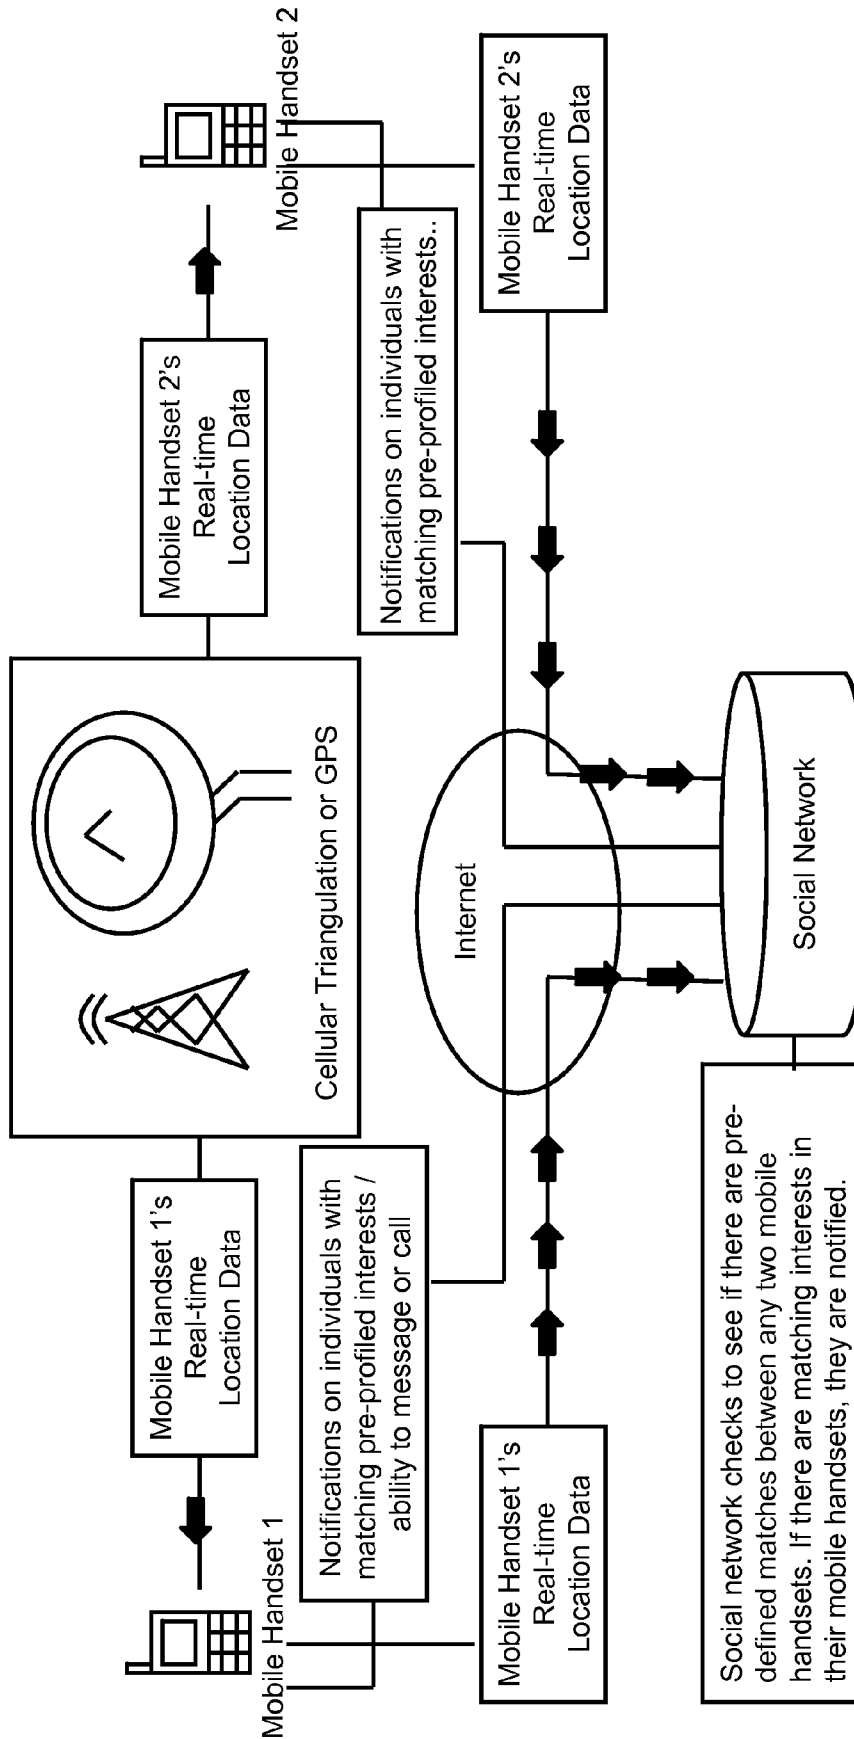 Mobile Handset 1
Mobile Handset 1's
Real-time
Location Data
Cellular Triangulation or GPS
Mobile Handset 2's
Real-time
Location Data
Mobile Handset 2
Notifications on individuals with
matching pre-profiled interests /
ability to message or call
Notifications on individuals with
matching pre-profiled interests..
Mobile Handset 1's
Real-time
Location Data
Internet
Mobile Handset 2's
Real-time
Location Data
Social network checks to see if there are pre-
defined matches between any two mobile
handsets. If there are matching interests in
their mobile handsets, they are notified.
Social Network